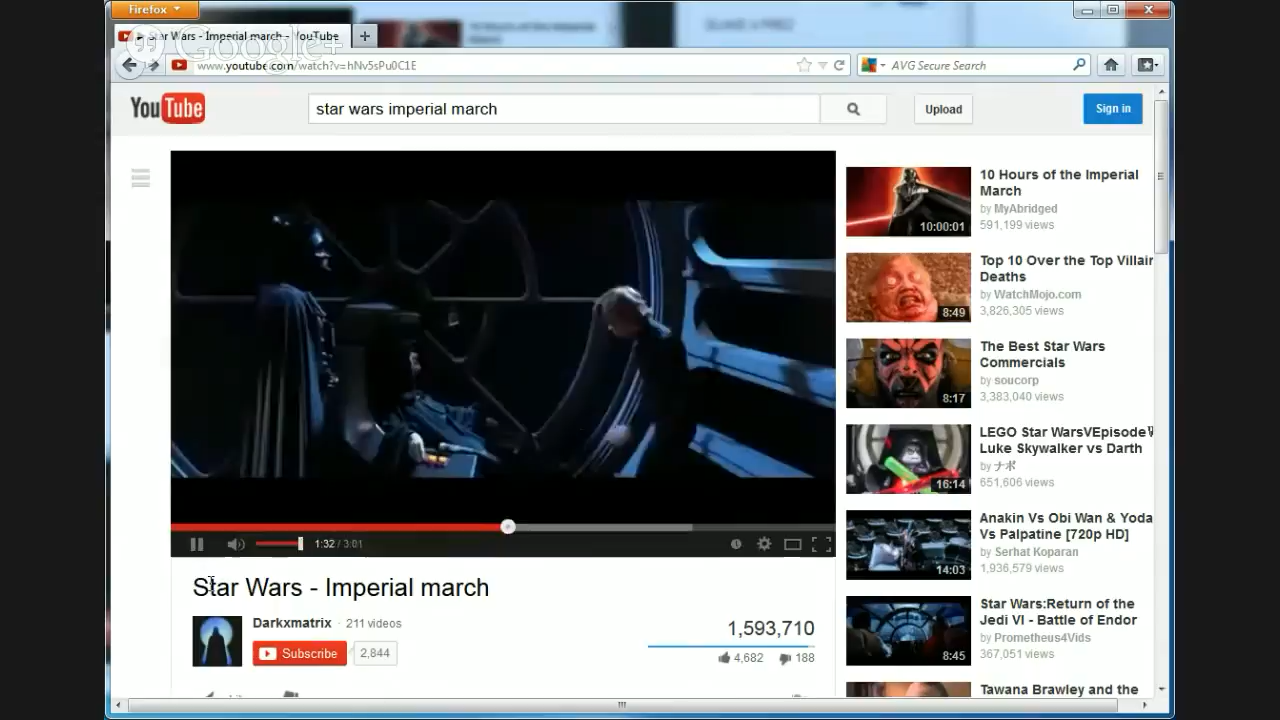 Firefox
Star Wars - Imperial march - YouTube
Google+
www.youtube.com/watch?v=hNv5sPu0C1E
AVG Secure Search
YouTube
star wars imperial march
Upload
Sign in
10 Hours of the Imperial
March
by MyAbridged
591,199 views
10:00:01
Top 10 Over the Top Villain
Deaths
by WatchMojo.com
3,826,305 views
8:49
The Best Star Wars
Commercials
by soucorp
3,383,040 views
8:17
LEGO Star WarsVEpisodeⅥ
Luke Skywalker vs Darth
by ナポ
651,606 views
16:14
Anakin Vs Obi Wan & Yoda
Vs Palpatine [720p HD]
by Serhat Koparan
1,936,579 views
14:03
Star Wars:Return of the
Jedi VI - Battle of Endor
by Prometheus4Vids
367,051 views
8:45
Tawana Brawley and the
1:32 / 3:01
Star Wars - Imperial march
Darkxmatrix · 211 videos
Subscribe 2,844
1,593,710
4,682 188